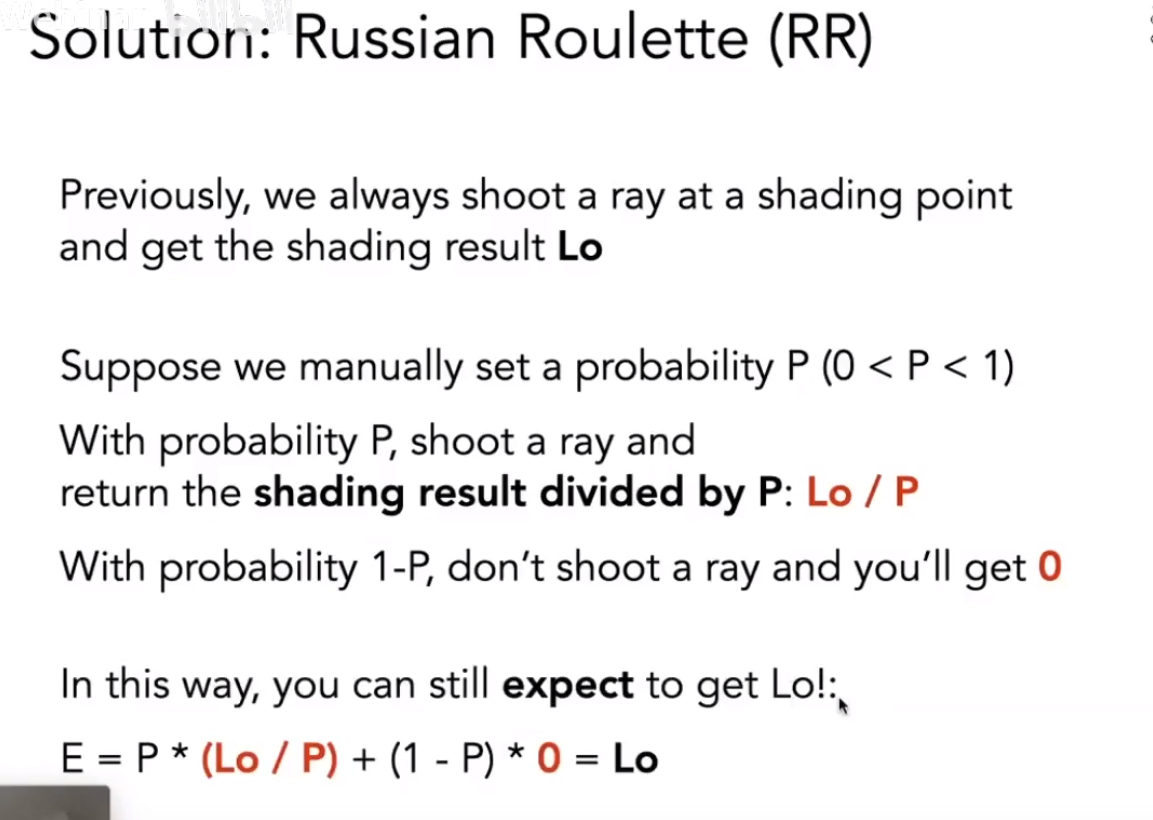 Solution: Russian Roulette (RR)
Previously, we always shoot a ray at a shading point
and get the shading result Lo
Suppose we manually set a probability P (0 < P < 1)
With probability P, shoot a ray and
return the shading result divided by P: Lo / P
With probability 1-P, don't shoot a ray and you'll get 0
In this way, you can still expect to get Lo!:
E = P * (Lo / P) + (1 - P) * 0 = Lo